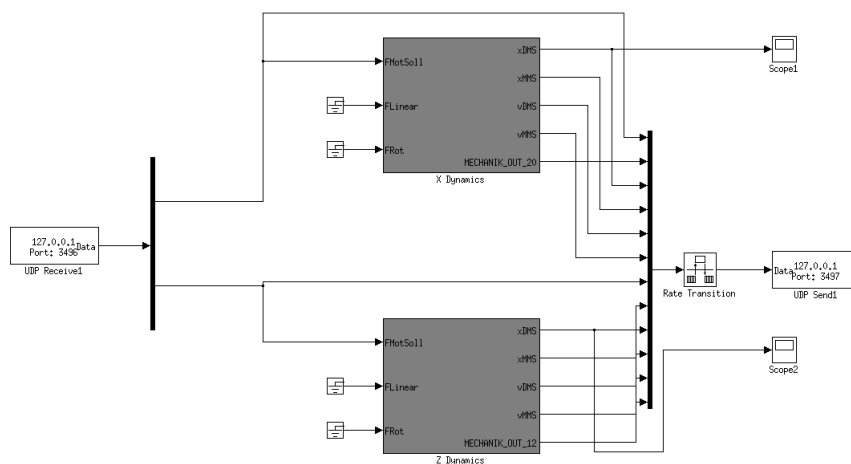 127.0.0.1
Port: 3496
Data
UDP Receive1
FMotSoll
FLinear
FRot
xDMS
xMMS
vDMS
vMMS
MECHANIK_OUT_20
X Dynamics
Scope1
FMotSoll
FLinear
FRot
xDMS
xMMS
vDMS
vMMS
MECHANIK_OUT_12
Z Dynamics
Rate Transition
Data
127.0.0.1
Port: 3497
UDP Send1
Scope2